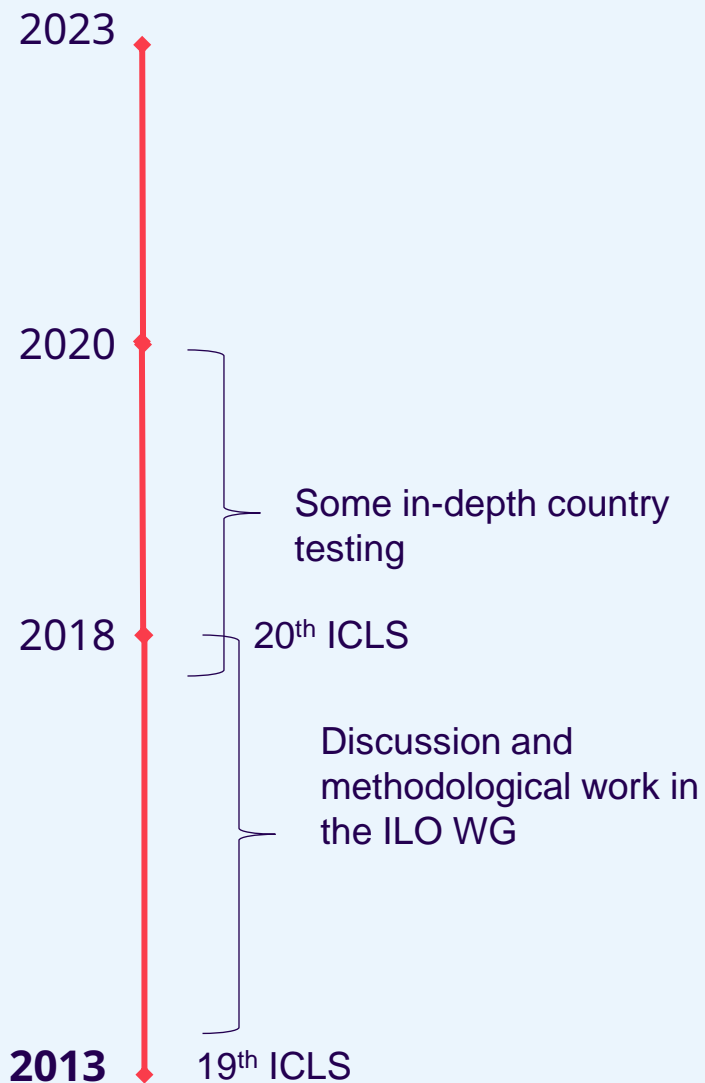 2023
2020
Some in-depth country
testing
2018
20th ICLS
Discussion and
methodological work in
the ILO WG
2013
19th ICLS